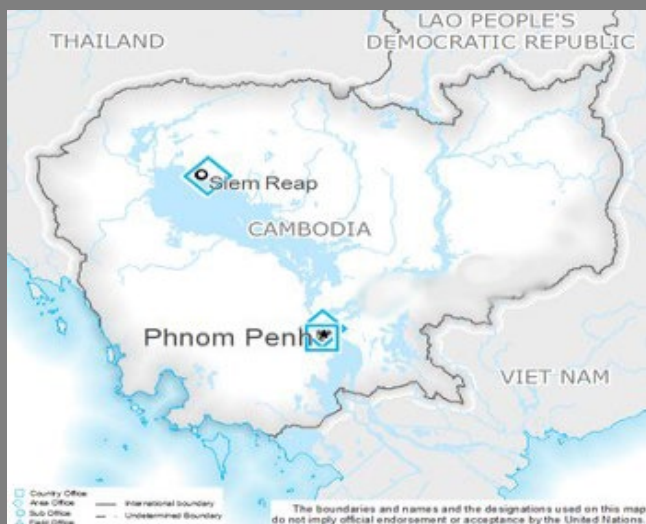 LAO PEOPLE'S
THAILAND
DEMOCRATIC REPUBLIC
Siem Reap
CAMBODIA
Phnom Penh
VIET NAM
Country Office
Area Office
International boundary
Sub Office
Undetermined Boundary
Field Office
The boundaries and names and the designations used on this map
do not imply official endorsement or acceptance by the United Nations.